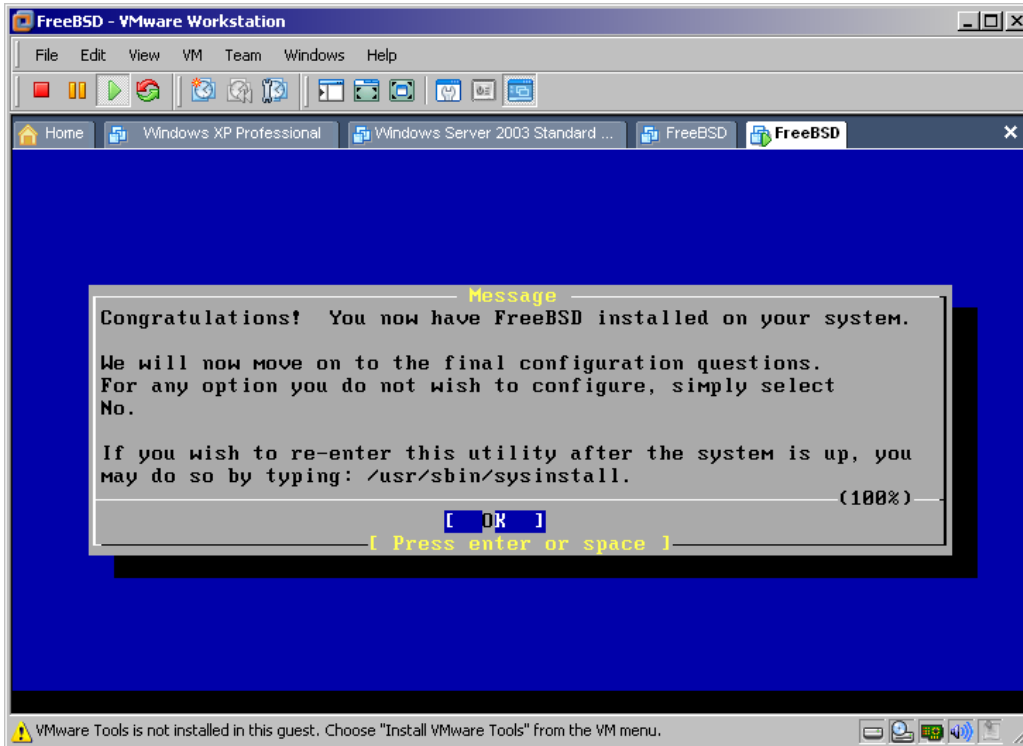 FreeBSD - VMware Workstation
File Edit View VM Team Windows Help
Home Windows XP Professional Windows Server 2003 Standard ... FreeBSD FreeBSD
Message
Congratulations! You now have FreeBSD installed on your system.
We will now move on to the final configuration questions.
For any option you do not wish to configure, simply select
No.
If you wish to re-enter this utility after the system is up, you
may do so by typing: /usr/sbin/sysinstall.
(100%)
[ OK ]
[ Press enter or space ]
VMware Tools is not installed in this guest. Choose "Install VMware Tools" from the VM menu.